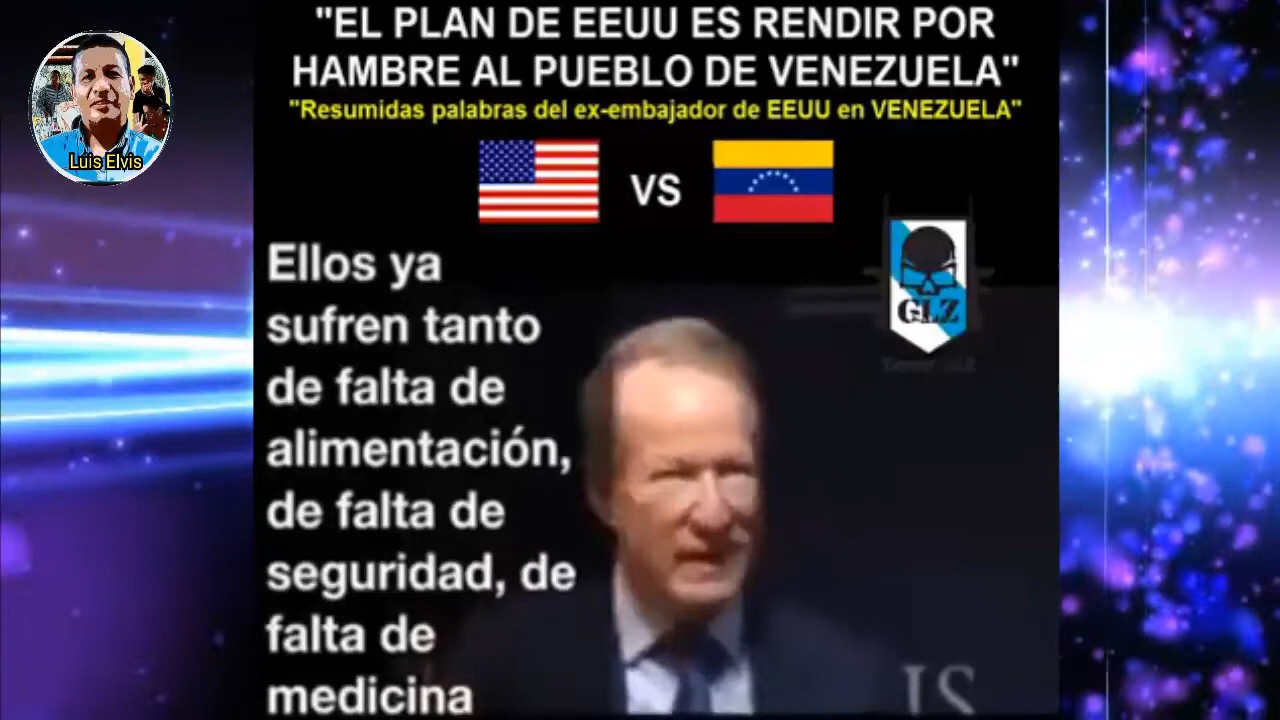 "EL PLAN DE EEUU ES RENDIR POR
HAMBRE AL PUEBLO DE VENEZUELA"
"Resumidas palabras del ex-embajador de EEUU en VENEZUELA"
Luis Elvis
VS
GLZ
Ellos ya
sufren tanto
de falta de
alimentación,
de falta de
seguridad, de
falta de
medicina
IS